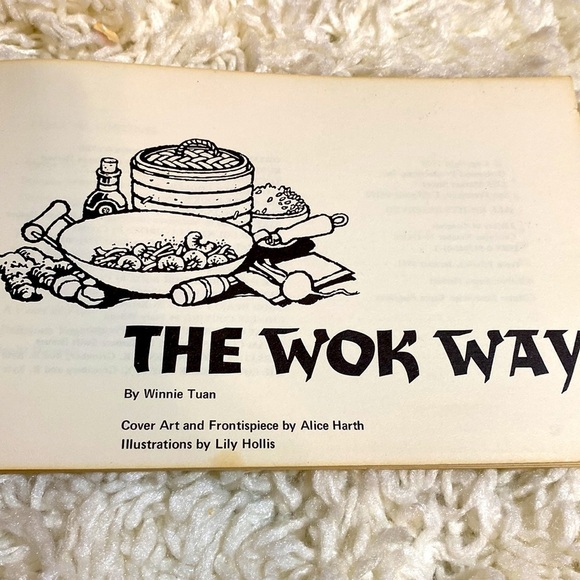 THE WOK WAY
By Winnie Tuan
Cover Art and Frontispiece by Alice Harth
Illustrations by Lily Hollis